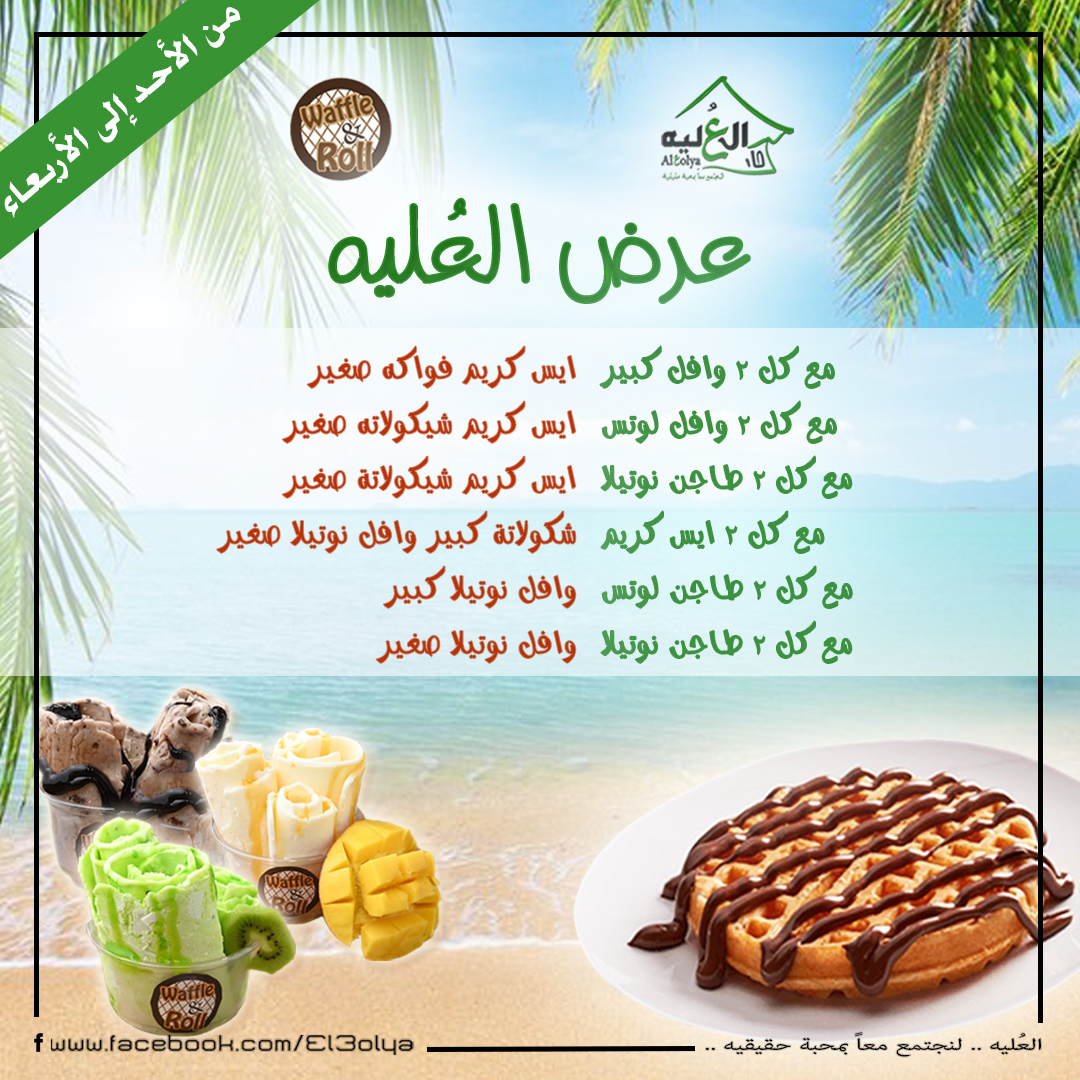 من الأحد إلى الأربعاء
Waffle
&
Roll
العُليه
Al3olya
عرض العُليه
مع كل ٢ وافل كبير ايس كريم فواكه صغير
مع كل ٢ وافل لوتس ايس كريم شيكولاته صغير
مع كل ٢ طاجن نوتيلا ايس كريم شيكولاتة صغير
مع كل ٢ ايس كريم شكولاتة كبير وافل نوتيلا صغير
مع كل ٢ طاجن لوتس وافل نوتيلا كبير
مع كل ٢ طاجن نوتيلا وافل نوتيلا صغير
Waffle
&
Roll
Waffle
&
Roll
f www.facebook.com/El3olya
العُليه .. لنجتمع معاً بمحبة حقيقيه ..